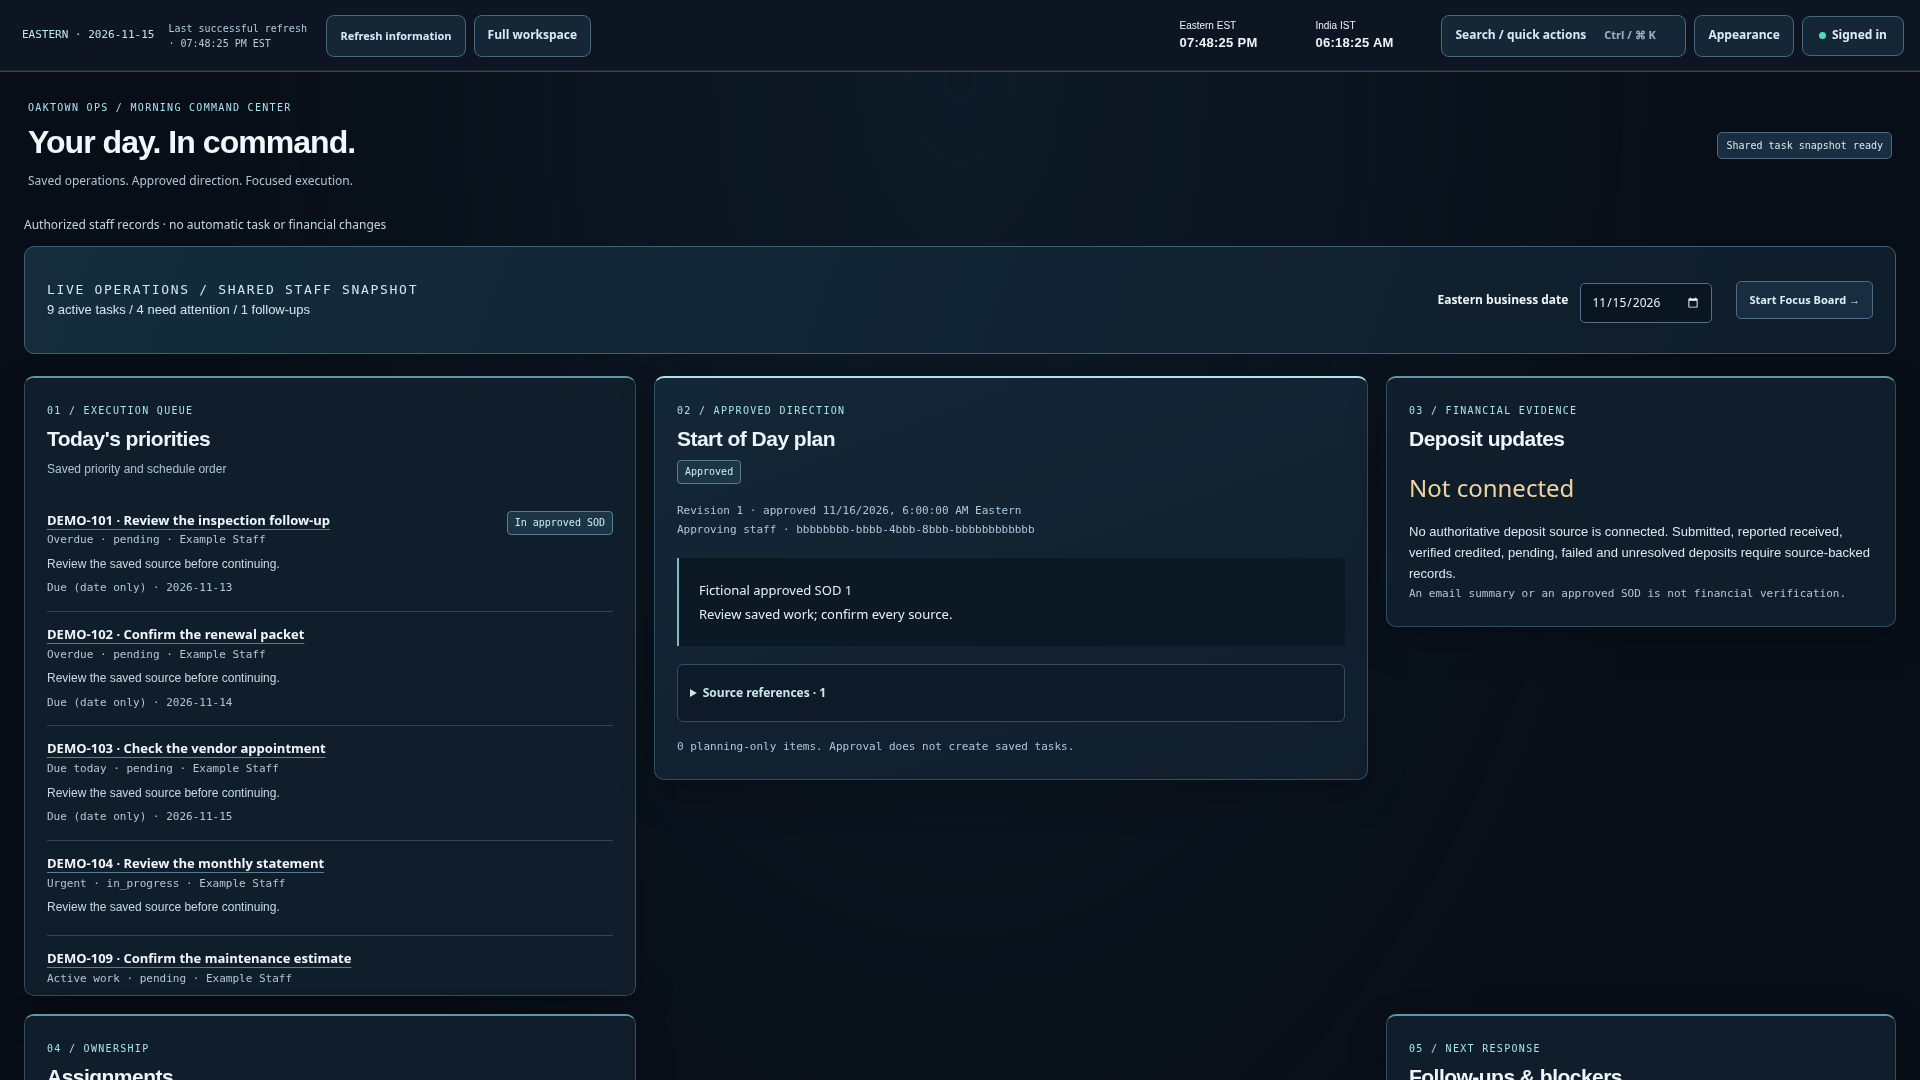 EASTERN · 2026-11-15
Last successful refresh
· 07:48:25 PM EST
Refresh information
Full workspace
Eastern EST
07:48:25 PM
India IST
06:18:25 AM
Search / quick actions Ctrl / ⌘ K
Appearance
Signed in
OAKTOWN OPS / MORNING COMMAND CENTER
Your day. In command.
Saved operations. Approved direction. Focused execution.
Shared task snapshot ready
Authorized staff records · no automatic task or financial changes
LIVE OPERATIONS / SHARED STAFF SNAPSHOT
9 active tasks / 4 need attention / 1 follow-ups
Eastern business date
11/15/2026
Start Focus Board →
01 / EXECUTION QUEUE
Today's priorities
Saved priority and schedule order
DEMO-101 · Review the inspection follow-up
In approved SOD
Overdue · pending · Example Staff
Review the saved source before continuing.
Due (date only) · 2026-11-13
DEMO-102 · Confirm the renewal packet
Overdue · pending · Example Staff
Review the saved source before continuing.
Due (date only) · 2026-11-14
DEMO-103 · Check the vendor appointment
Due today · pending · Example Staff
Review the saved source before continuing.
Due (date only) · 2026-11-15
DEMO-104 · Review the monthly statement
Urgent · in_progress · Example Staff
Review the saved source before continuing.
DEMO-109 · Confirm the maintenance estimate
Active work · pending · Example Staff
02 / APPROVED DIRECTION
Start of Day plan
Approved
Revision 1 · approved 11/16/2026, 6:00:00 AM Eastern
Approving staff · bbbbbbbb-bbbb-4bbb-8bbb-bbbbbbbbbbbb
Fictional approved SOD 1
Review saved work; confirm every source.
Source references · 1
0 planning-only items. Approval does not create saved tasks.
03 / FINANCIAL EVIDENCE
Deposit updates
Not connected
No authoritative deposit source is connected. Submitted, reported received,
verified credited, pending, failed and unresolved deposits require source-backed
records.
An email summary or an approved SOD is not financial verification.
04 / OWNERSHIP
Assignments
05 / NEXT RESPONSE
Follow-ups & blockers